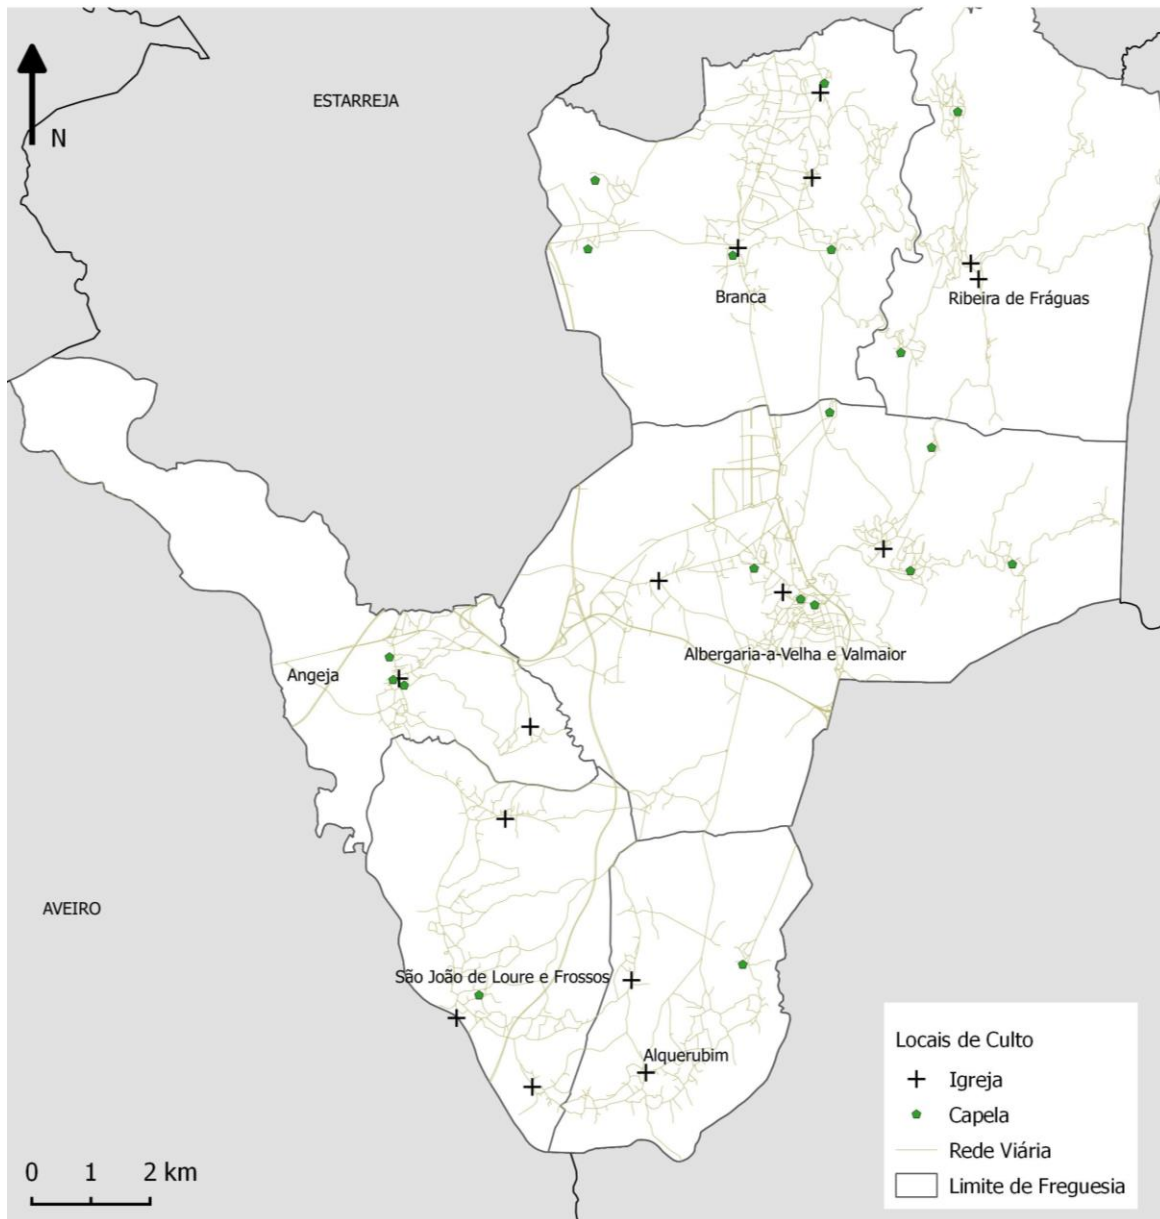 ESTARREJA
N
Branca
Ribeira de Fráguas
Albergaria-a-Velha e Valmaior
Angeja
AVEIRO
São João de Loure e Frossos
Alquerubim
Locais de Culto
Igreja
Capela
Rede Viária
Limite de Freguesia
0 1 2 km